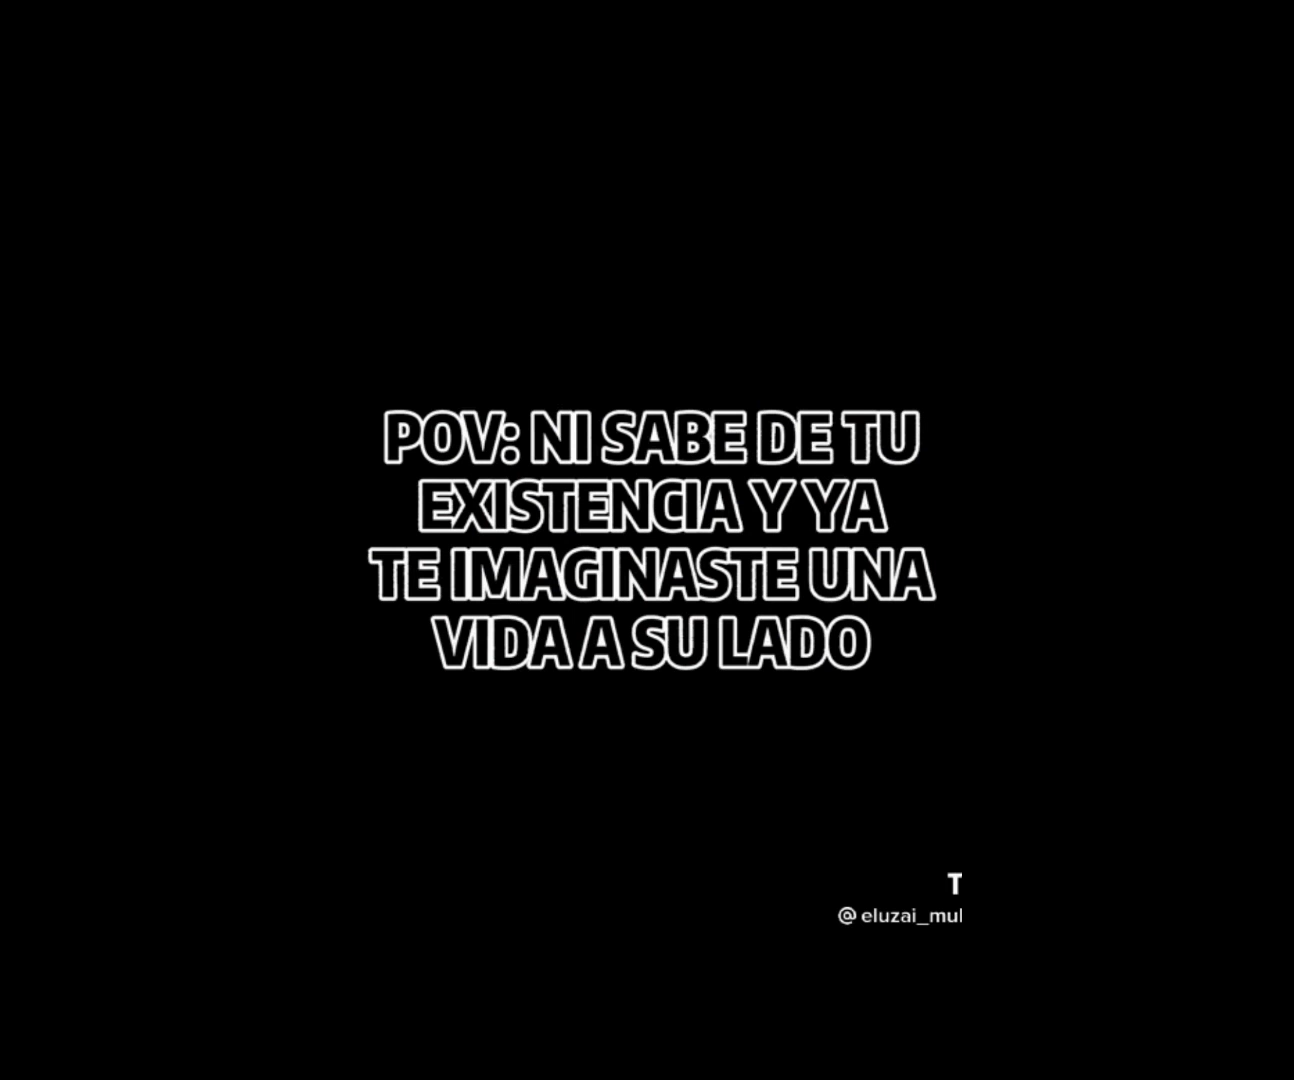 POV: NI SABE DE TU
EXISTENCIA Y YA
TE IMAGINASTE UNA
VIDA A SU LADO
T
@eluzai_mul